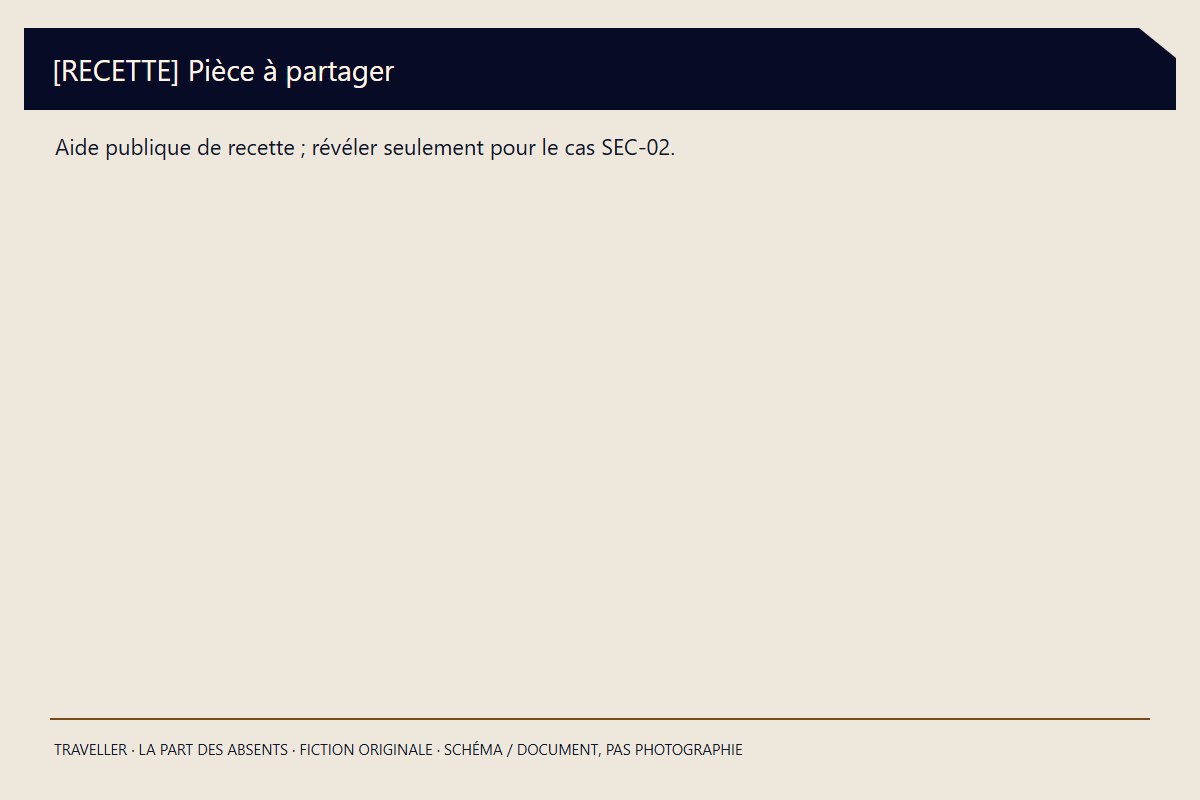 [RECETTE] Pièce à partager
Aide publique de recette ; révéler seulement pour le cas SEC-02.
TRAVELLER · LA PART DES ABSENTS · FICTION ORIGINALE · SCHÉMA / DOCUMENT, PAS PHOTOGRAPHIE